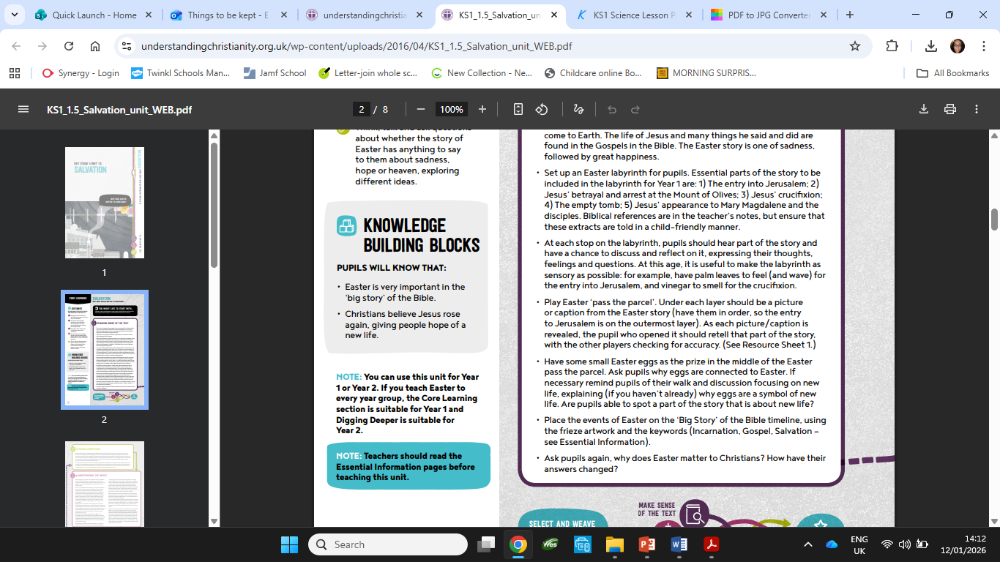 Quick Launch - Home
Things to be kept - E
understandingchristia
KS1_1.5_Salvation_un
KS1 Science Lesson P
PDF to JPG Converter
understandingchristianity.org.uk/wp-content/uploads/2016/04/KS1_1.5_Salvation_unit_WEB.pdf
Synergy - Login
Twinkl Schools Man...
Jamf School
Letter-join whole sc...
New Collection - Ne...
Childcare online Bo...
MORNING SURPRIS...
All Bookmarks
KS1_1.5_Salvation_unit_WEB.pdf
2 / 8
100%
KEY STAGE 1 UNIT 1.5
SALVATION
1
CORE LEARNING
SALVATION
KNOWLEDGE
BUILDING BLOCKS
2
Think, talk and ask questions
about whether the story of
Easter has anything to say
to them about sadness,
hope or heaven, exploring
different ideas.
KNOWLEDGE
BUILDING BLOCKS
PUPILS WILL KNOW THAT:
• Easter is very important in the
‘big story’ of the Bible.
• Christians believe Jesus rose
again, giving people hope of a
new life.
NOTE: You can use this unit for Year
1 or Year 2. If you teach Easter to
every year group, the Core Learning
section is suitable for Year 1 and
Digging Deeper is suitable for
Year 2.
NOTE: Teachers should read the
Essential Information pages before
teaching this unit.
come to Earth. The life of Jesus and many things he said and did are
found in the Gospels in the Bible. The Easter story is one of sadness,
followed by great happiness.
• Set up an Easter labyrinth for pupils. Essential parts of the story to be
included in the labyrinth for Year 1 are: 1) The entry into Jerusalem; 2)
Jesus’ betrayal and arrest at the Mount of Olives; 3) Jesus’ crucifixion;
4) The empty tomb; 5) Jesus’ appearance to Mary Magdalene and the
disciples. Biblical references are in the teacher’s notes, but ensure that
these extracts are told in a child-friendly manner.
• At each stop on the labyrinth, pupils should hear part of the story and
have a chance to discuss and reflect on it, expressing their thoughts,
feelings and questions. At this age, it is useful to make the labyrinth as
sensory as possible: for example, have palm leaves to feel (and wave) for
the entry into Jerusalem, and vinegar to smell for the crucifixion.
• Play Easter ‘pass the parcel’. Under each layer should be a picture
or caption from the Easter story (have them in order, so the entry
to Jerusalem is on the outermost layer). As each picture/caption is
revealed, the pupil who opened it should retell that part of the story,
with the other players checking for accuracy. (See Resource Sheet 1.)
• Have some small Easter eggs as the prize in the middle of the Easter
pass the parcel. Ask pupils why eggs are connected to Easter. If
necessary remind pupils of their walk and discussion focusing on new
life, explaining (if you haven’t already) why eggs are a symbol of new
life. Are pupils able to spot a part of the story that is about new life?
• Place the events of Easter on the ‘Big Story’ of the Bible timeline, using
the frieze artwork and the keywords (Incarnation, Gospel, Salvation –
see Essential Information).
• Ask pupils again, why does Easter matter to Christians? How have their
answers changed?
SELECT AND WEAVE
MAKE SENSE
OF THE TEXT
Search
wes
ENG
UK
14:12
12/01/2026